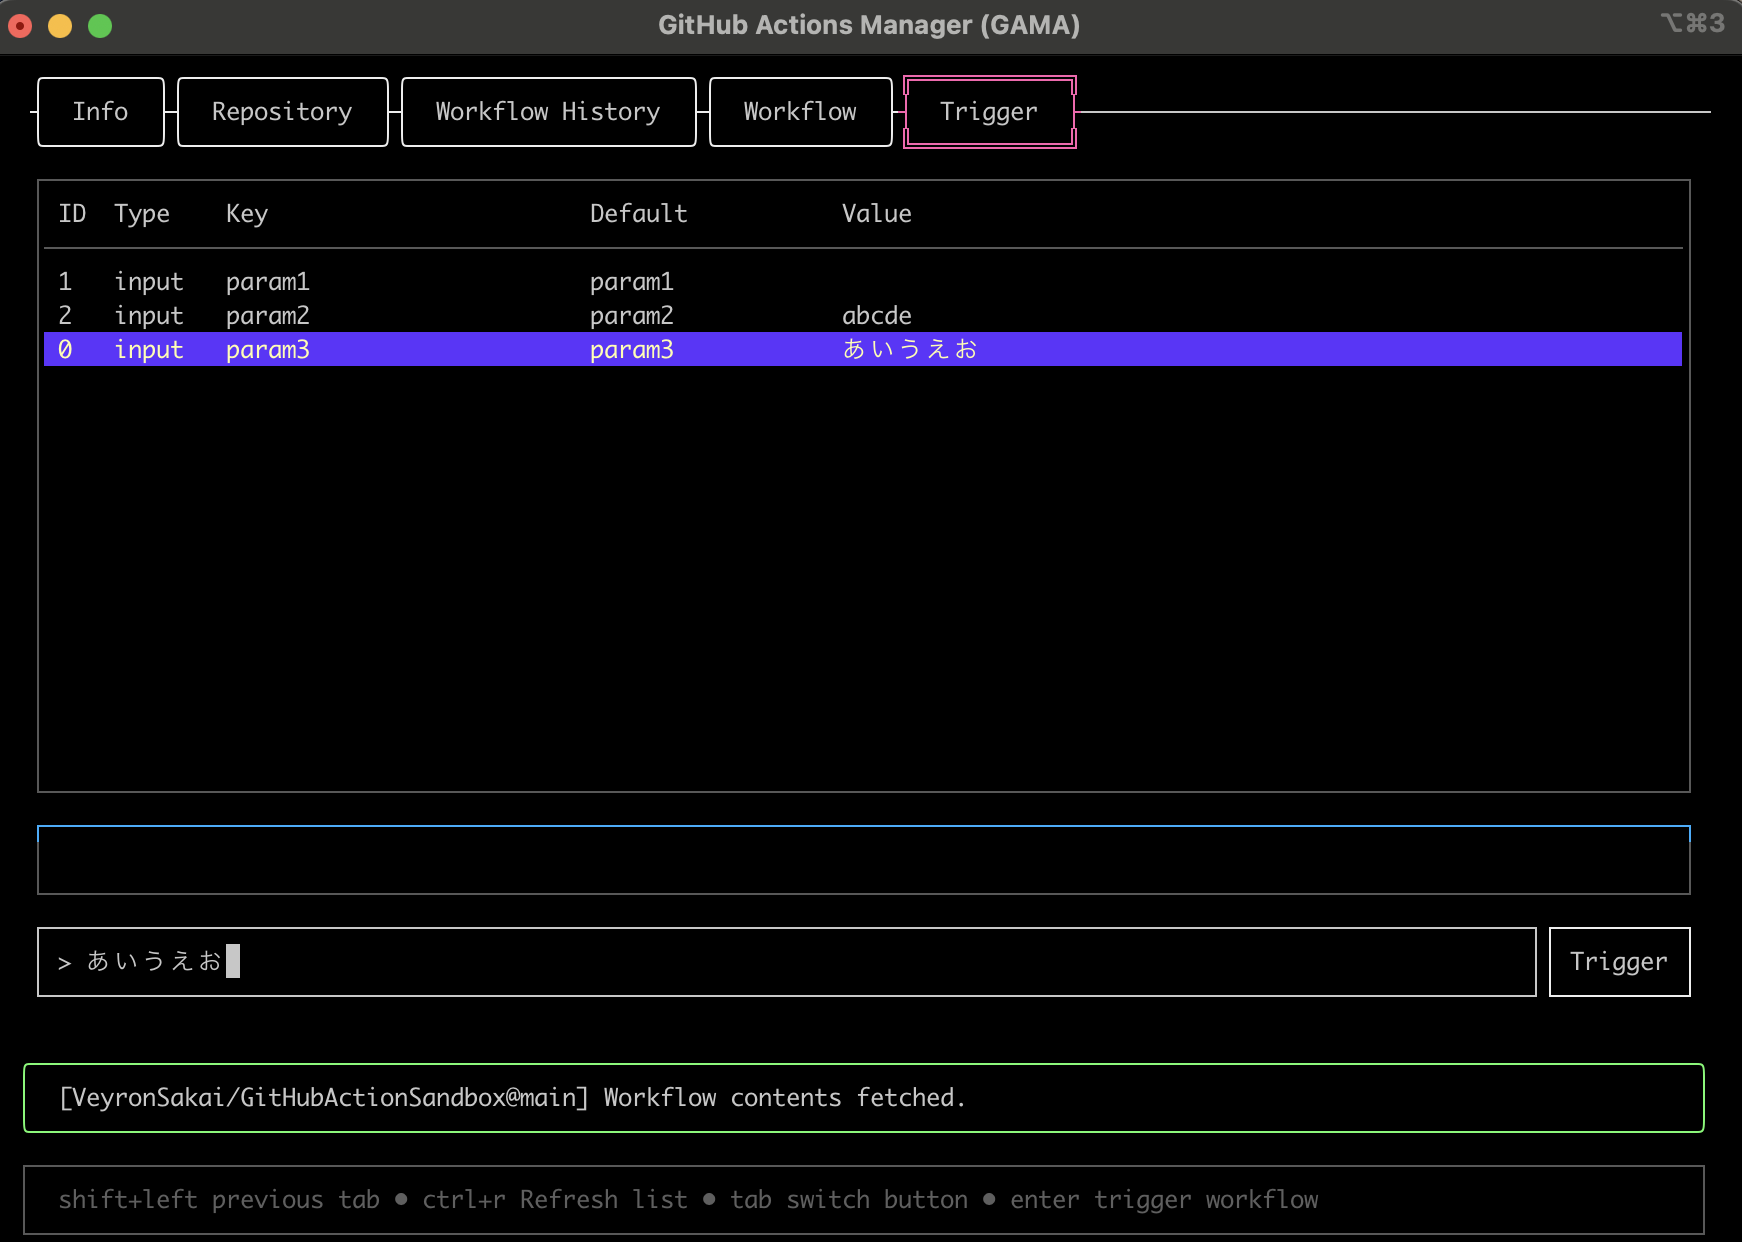 GitHub Actions Manager (GAMA) ⌥⌘3
Info Repository Workflow History Workflow Trigger
ID Type Key Default Value
1 input param1 param1
2 input param2 param2 abcde
0 input param3 param3 あいうえお
> あいうえお Trigger
[VeyronSakai/GitHubActionSandbox@main] Workflow contents fetched.
shift+left previous tab • ctrl+r Refresh list • tab switch button • enter trigger workflow